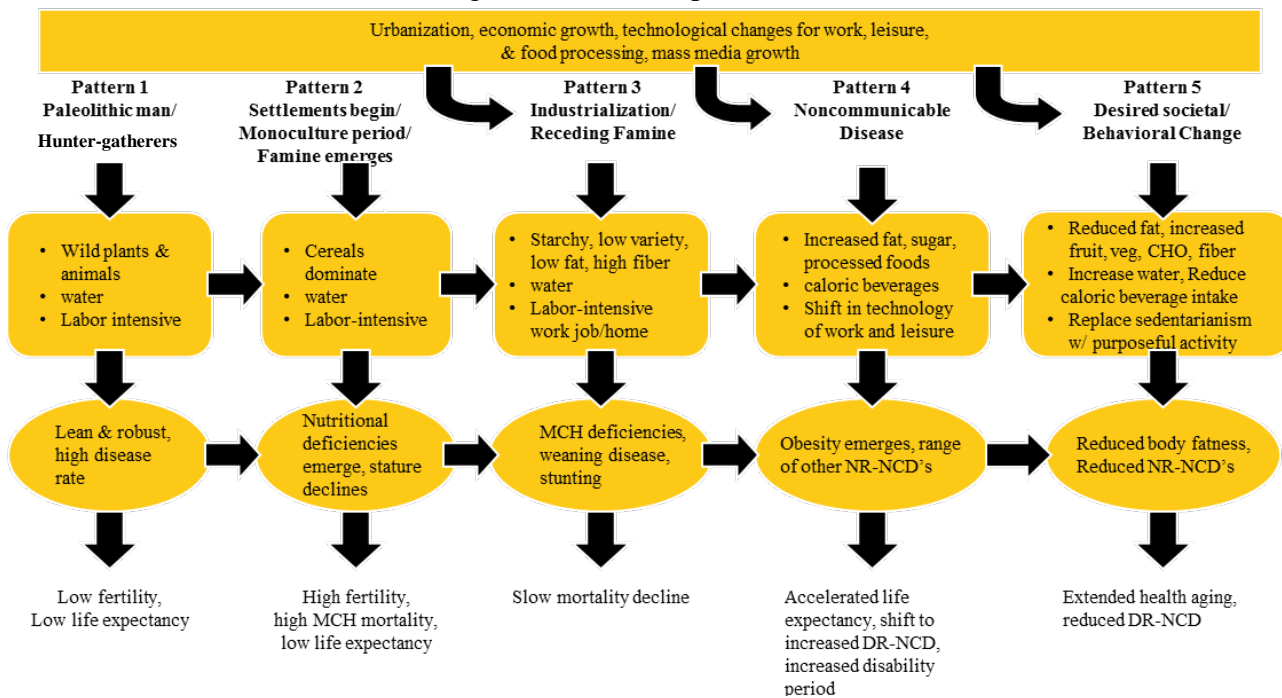 Urbanization, economic growth, technological changes for work, leisure,
& food processing, mass media growth
Pattern 1
Paleolithic man/
Hunter-gatherers
Pattern 2
Settlements begin/
Monoculture period/
Famine emerges
Pattern 3
Industrialization/
Receding Famine
Pattern 4
Noncommunicable
Disease
Pattern 5
Desired societal/
Behavioral Change
• Wild plants &
animals
• water
• Labor intensive
• Cereals
dominate
• water
• Labor-intensive
• Starchy, low variety,
low fat, high fiber
• water
• Labor-intensive
work job/home
• Increased fat, sugar,
processed foods
• caloric beverages
• Shift in technology
of work and leisure
• Reduced fat, increased
fruit, veg, CHO, fiber
• Increase water, Reduce
caloric beverage intake
• Replace sedentarianism
w/ purposeful activity
Lean & robust,
high disease
rate
Nutritional
deficiencies
emerge, stature
declines
MCH deficiencies,
weaning disease,
stunting
Obesity emerges, range
of other NR-NCD's
Reduced body fatness,
Reduced NR-NCD's
Low fertility,
Low life expectancy
High fertility,
high MCH mortality,
low life expectancy
Slow mortality decline
Accelerated life
expectancy, shift to
increased DR-NCD,
increased disability
period
Extended health aging,
reduced DR-NCD